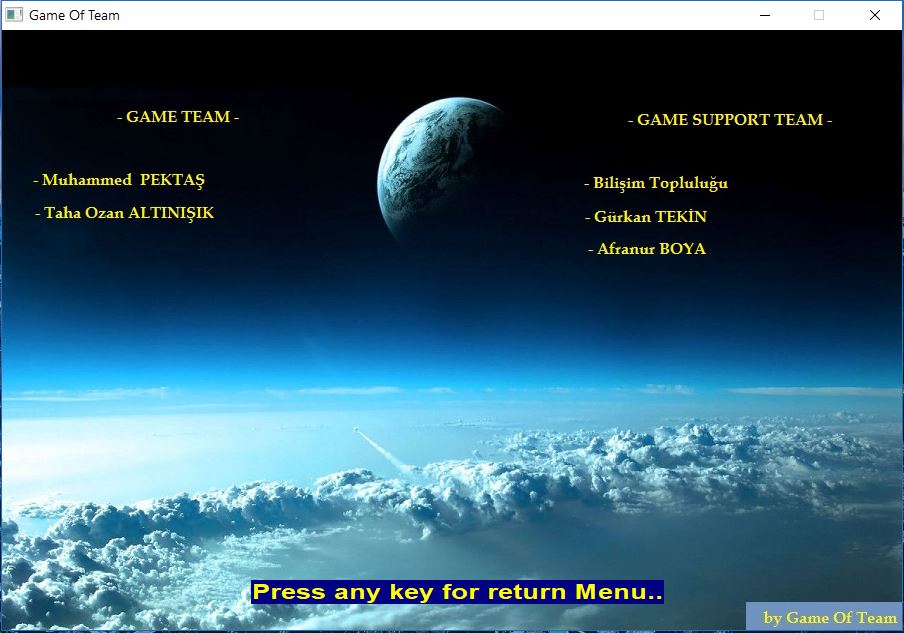 Game Of Team
- GAME TEAM -
- Muhammed  PEKTAŞ
- Taha Ozan ALTINIŞIK
- GAME SUPPORT TEAM -
- Bilişim Topluluğu
- Gürkan TEKİN
- Afranur BOYA
Press any key for return Menu..
by Game Of Team